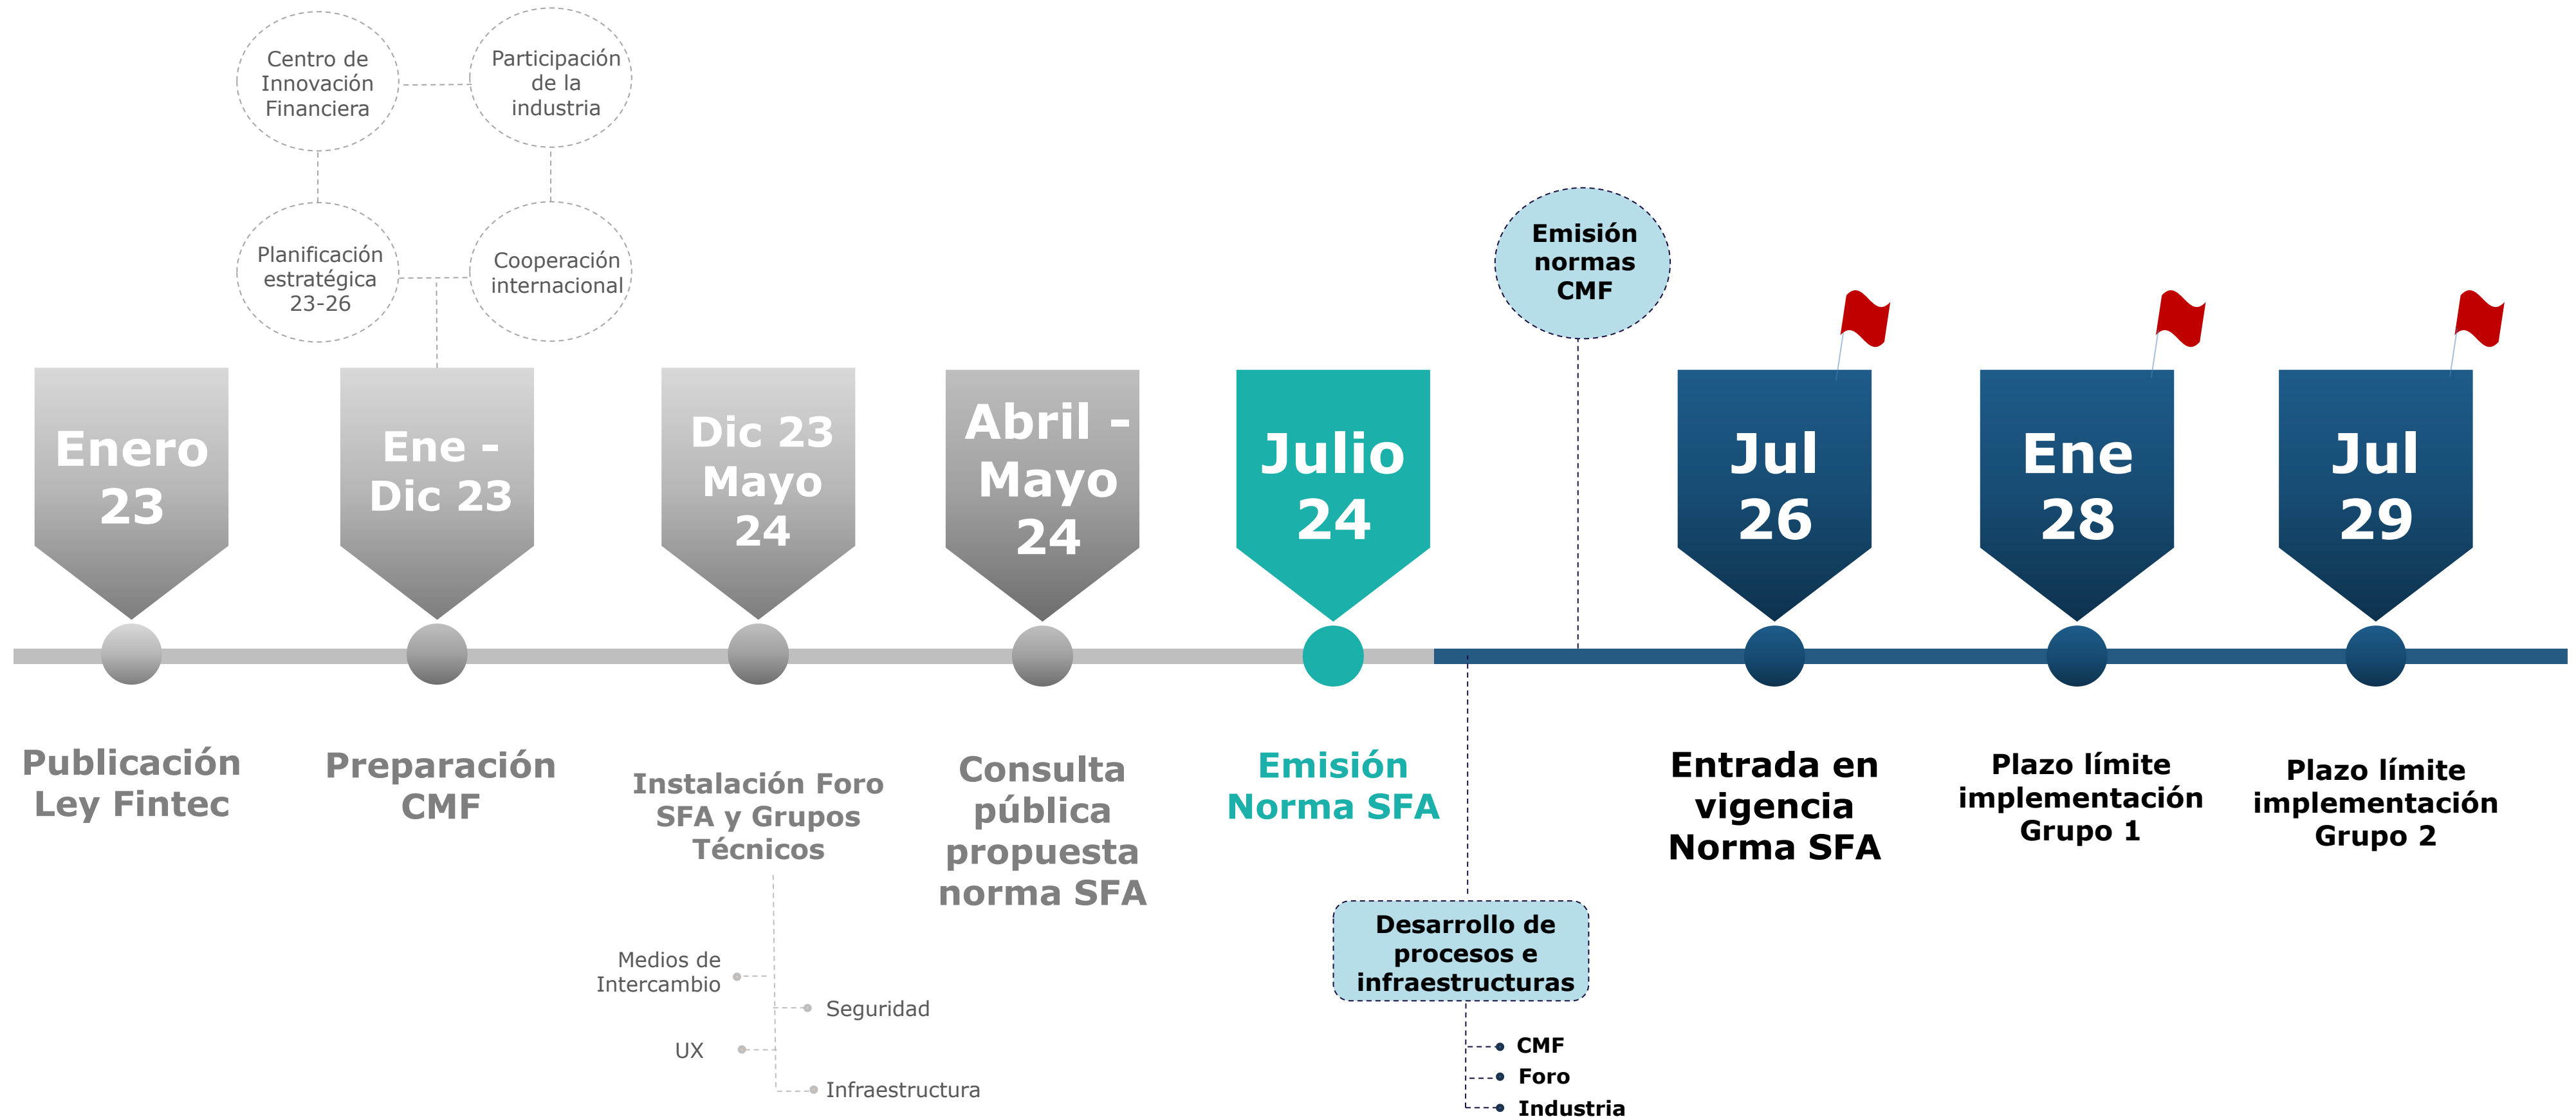 Centro de
Innovación
Financiera
Participación
de la
industria
Planificación
estratégica
23-26
Cooperación
internacional
Emisión
normas
CMF
Enero
23
Ene -
Dic 23
Dic 23
Mayo
24
Abril -
Mayo
24
Julio
24
Jul
26
Ene
28
Jul
29
Publicación
Ley Fintec
Preparación
CMF
Instalación Foro
SFA y Grupos
Técnicos
Consulta
pública
propuesta
norma SFA
Emisión
Norma SFA
Entrada en
vigencia
Norma SFA
Plazo límite
implementación
Grupo 1
Plazo límite
implementación
Grupo 2
Medios de
Intercambio
Seguridad
UX
Infraestructura
Desarrollo de
procesos e
infraestructuras
CMF
Foro
Industria